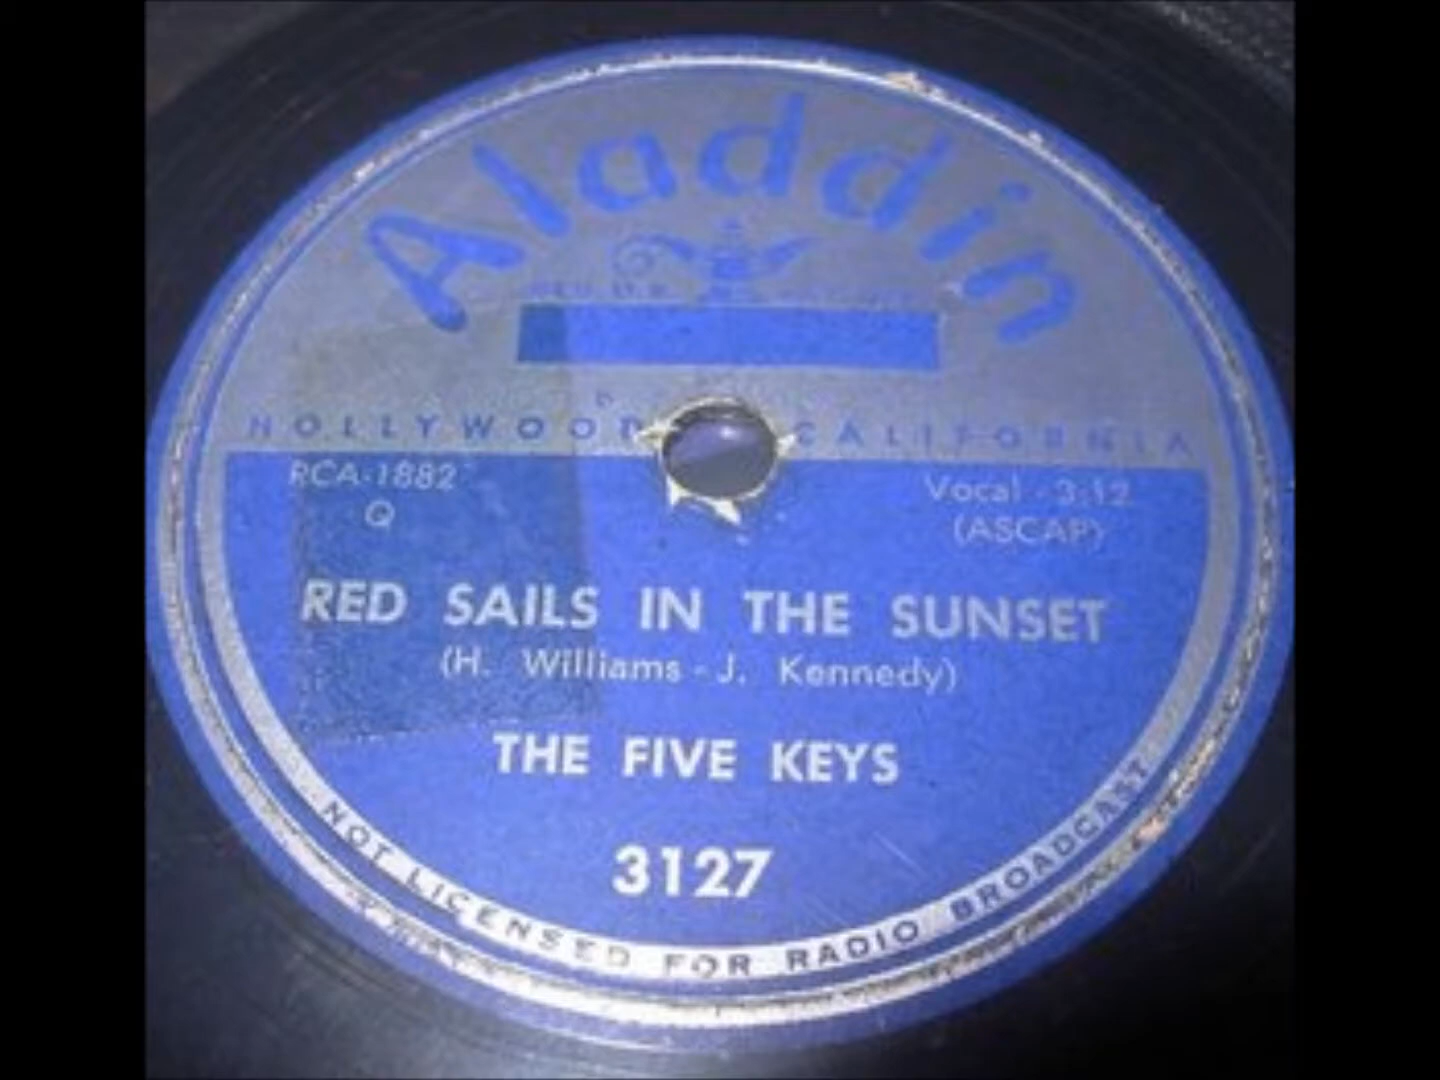 Aladdin
HOLLYWOOD CALIFORNIA
RCA-1882
Q
Vocal - 3:12
(ASCAP)
RED SAILS IN THE SUNSET
(H. Williams - J. Kennedy)
THE FIVE KEYS
3127
NOT LICENSED FOR RADIO BROADCAST